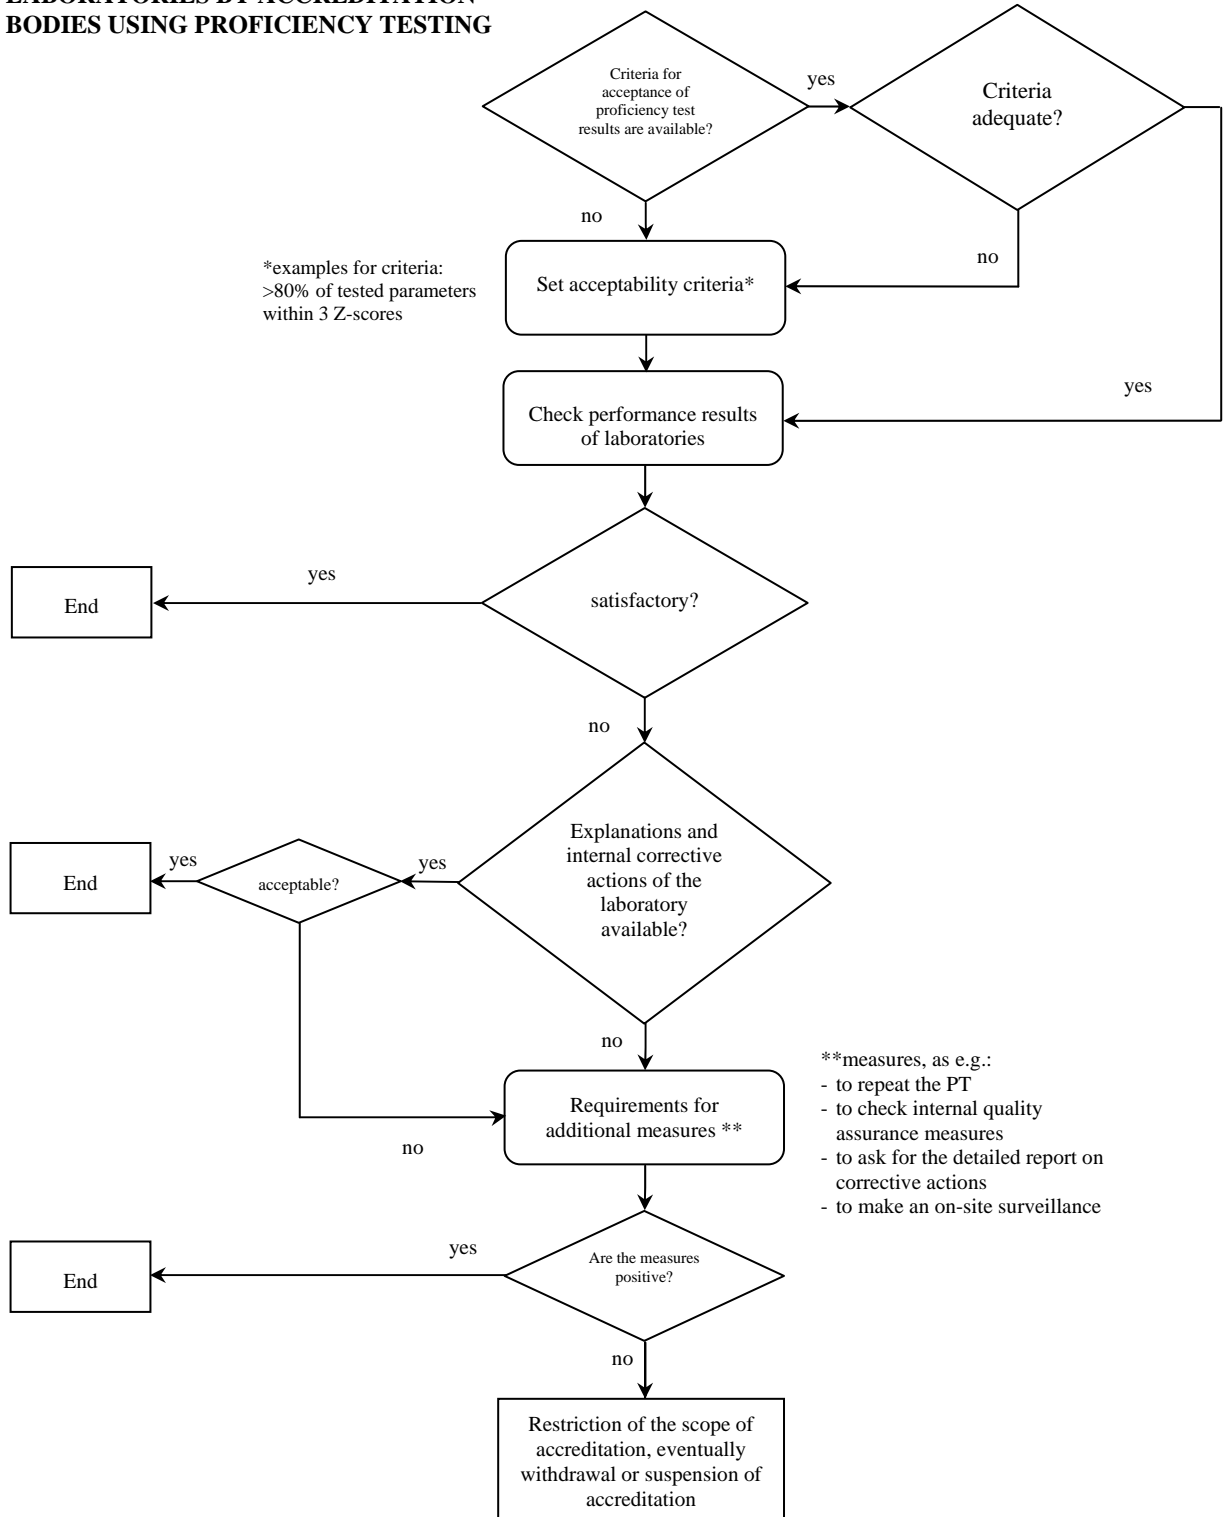 LABORATORIES BY ACCREDITATION
BODIES USING PROFICIENCY TESTING
Criteria for
acceptance of
proficiency test
results are available?
yes
Criteria
adequate?
no
no
*examples for criteria:
>80% of tested parameters
within 3 Z-scores
Set acceptability criteria*
yes
Check performance results
of laboratories
yes
End
satisfactory?
no
Explanations and
internal corrective
actions of the
laboratory
available?
yes
acceptable?
yes
End
no
**measures, as e.g.:
- to repeat the PT
- to check internal quality
assurance measures
- to ask for the detailed report on
corrective actions
- to make an on-site surveillance
Requirements for
additional measures **
no
yes
End
Are the measures
positive?
no
Restriction of the scope of
accreditation, eventually
withdrawal or suspension of
accreditation